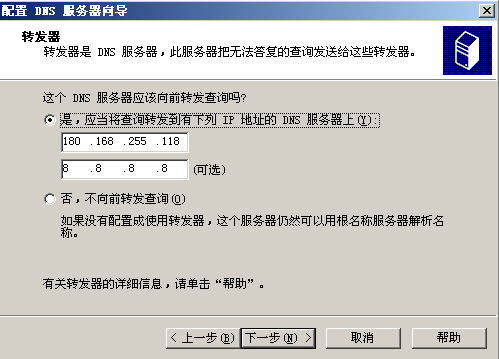 配置 DNS 服务器向导
转发器
转发器是 DNS 服务器，此服务器把无法答复的查询发送给这些转发器。
这个 DNS 服务器应该向前转发查询吗?
是，应当将查询转发到有下列 IP 地址的 DNS 服务器上(Y):
180 .168 .255 .118
8 .8 .8 .8 (可选)
否，不向前转发查询(O)
如果没有配置成使用转发器，这个服务器仍然可以用根名称服务器解析名
称。
有关转发器的详细信息，请单击“帮助”。
< 上一步(B) 下一步(N) > 取消 帮助